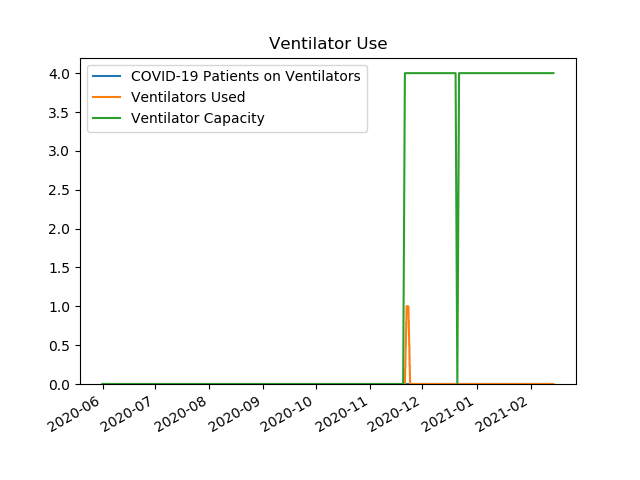 Ventilator Use
COVID-19 Patients on Ventilators
Ventilators Used
Ventilator Capacity
4.0
3.5
3.0
2.5
2.0
1.5
1.0
0.5
0.0
2020-06 2020-07 2020-08 2020-09 2020-10 2020-11 2020-12 2021-01 2021-02